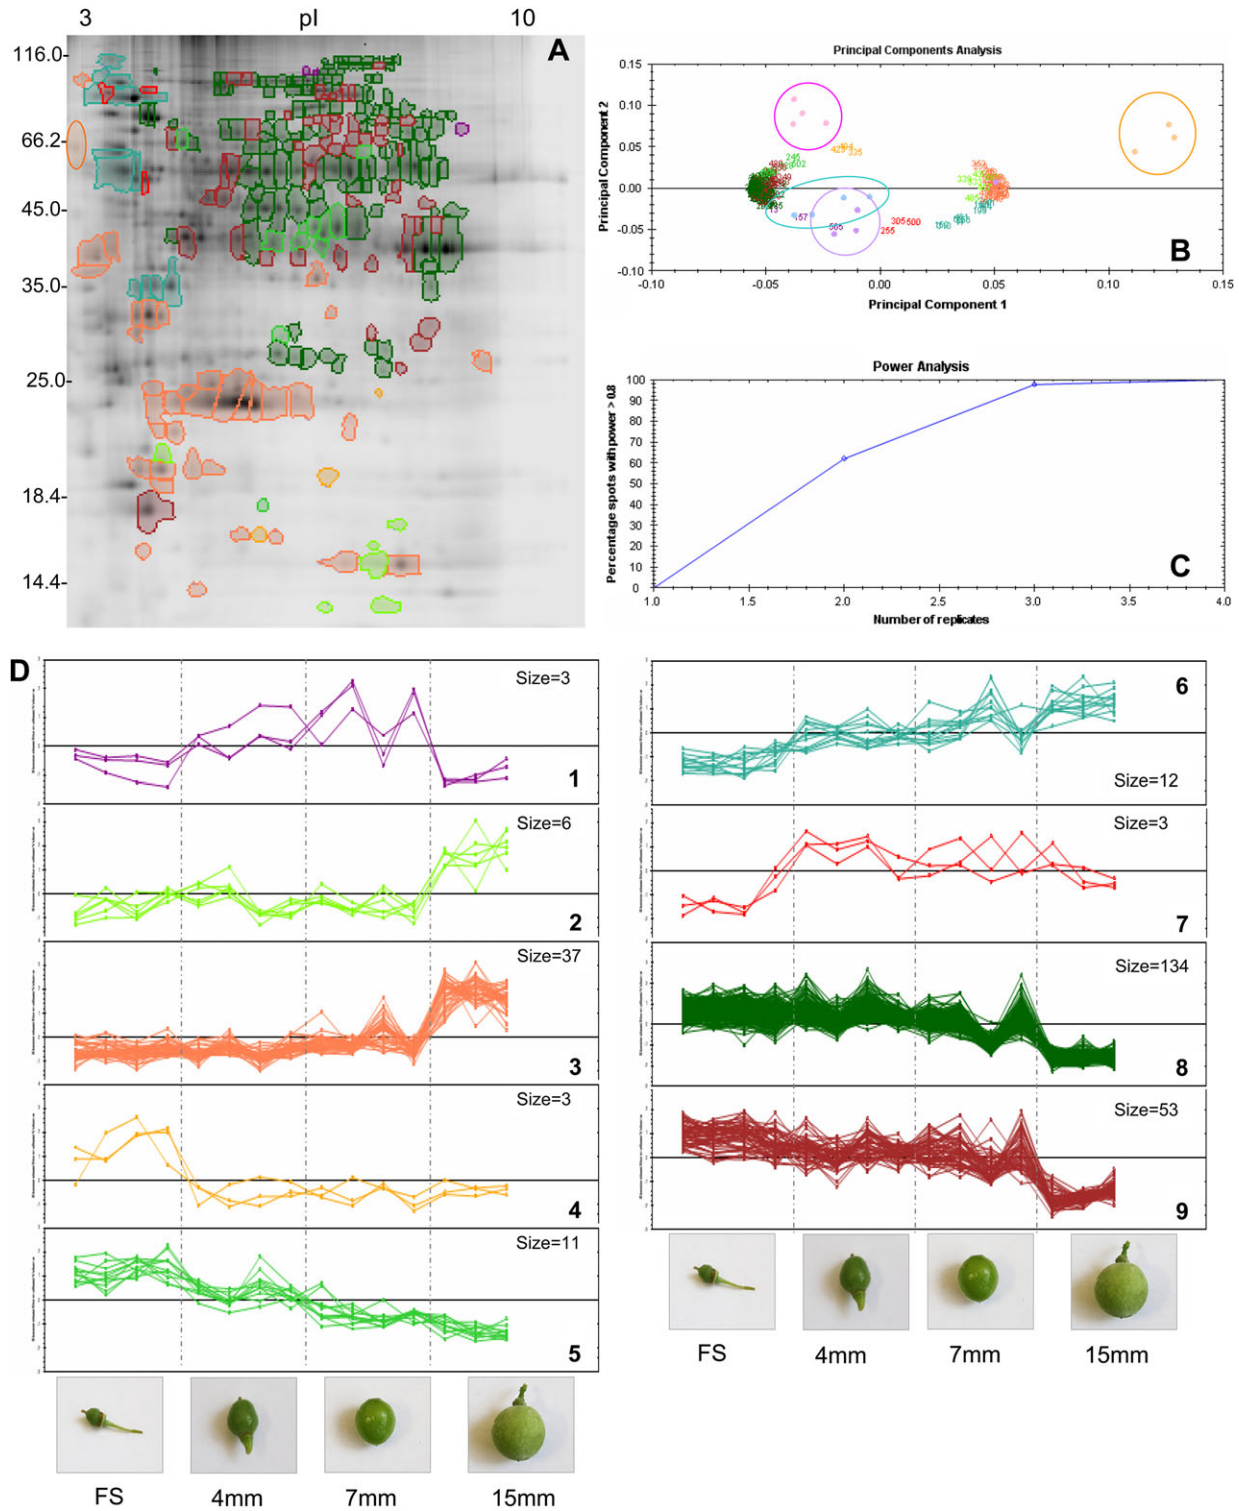 3 pI 10
A
116.0
66.2
45.0
35.0
25.0
18.4
14.4
Principal Components Analysis
Principal Component 2
0.15
0.10
0.05
0.00
-0.05
-0.10
-0.10 -0.05 0.00 0.05 0.10 0.15
Principal Component 1
157
565
255
305
500
B
Power Analysis
Percentage spots with power > 0.8
100
90
80
70
60
50
40
30
20
10
0
1.0 1.5 2.0 2.5 3.0 3.5 4.0
Number of replicates
C
D
Size=3
1
Size=6
2
Size=37
3
Size=3
4
Size=11
5
FS 4mm 7mm 15mm
6
Size=12
Size=3
7
Size=134
8
Size=53
9
FS 4mm 7mm 15mm